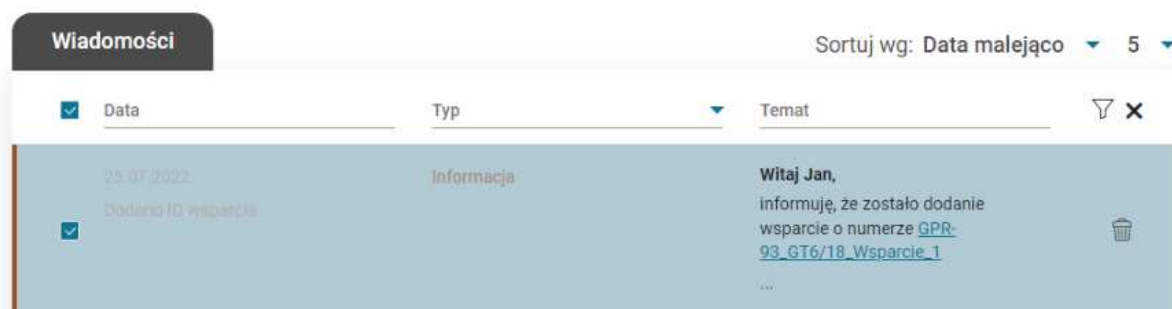 Wiadomości
Sortuj wg: Data malejąco 5
Data Typ Temat
25.07.2022. Informacja Witaj Jan,
Dodano ID wsparcia informuję, że zostało dodanie
wsparcie o numerze GPR-
93_GT6/18_Wsparcie_1
...